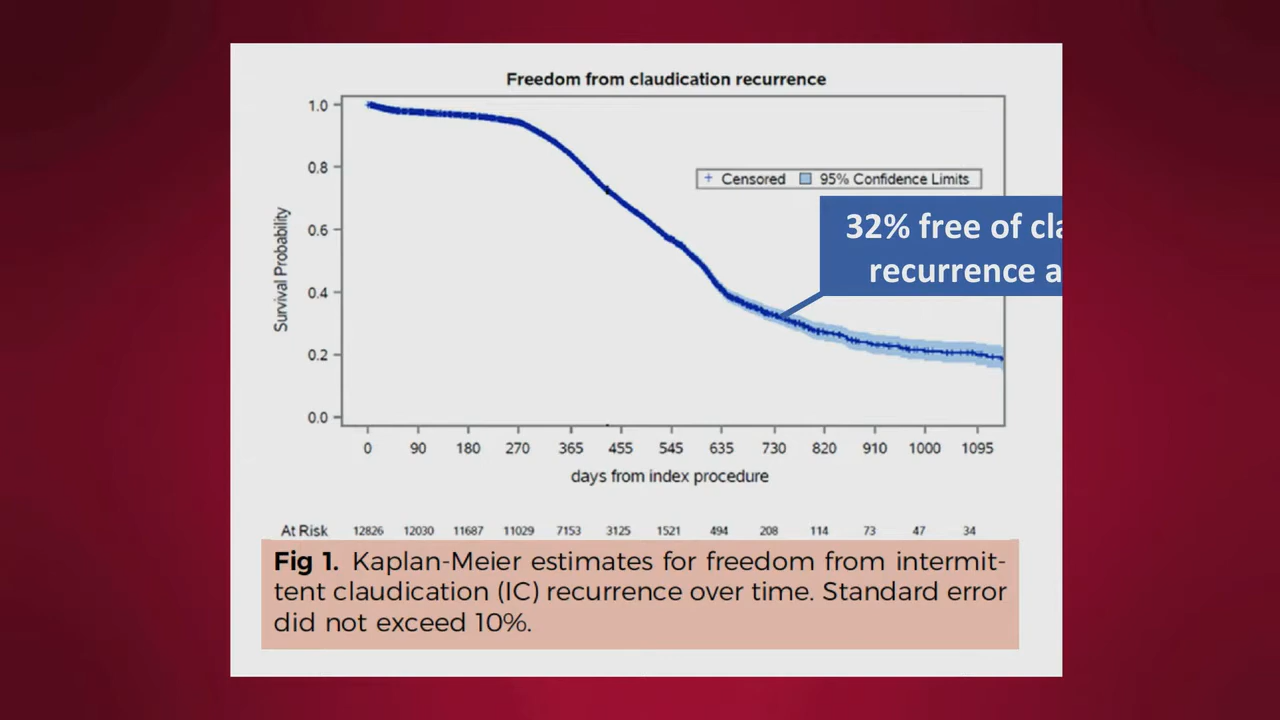 Freedom from claudication recurrence
1.0
0.8
0.6
0.4
0.2
0.0
Survival Probability
+ Censored 95% Confidence Limits
32% free of cla
recurrence a
0 90 180 270 365 455 545 635 730 820 910 1000 1095
days from index procedure
At Risk 12826 12030 11687 11029 7153 3125 1521 494 208 114 73 47 34
Fig 1. Kaplan-Meier estimates for freedom from intermit-
tent claudication (IC) recurrence over time. Standard error
did not exceed 10%.